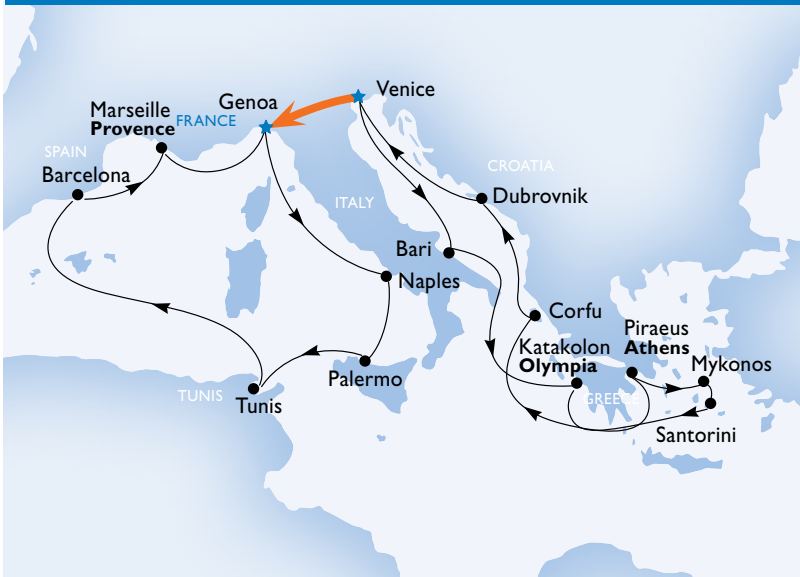 Venice
Genoa
Marseille
Provence
FRANCE
SPAIN
Barcelona
CROATIA
Dubrovnik
ITALY
Bari
Naples
Corfu
Piraeus
Athens
Katakolon
Olympia
Mykonos
Palermo
TUNIS
Tunis
GREECE
Santorini